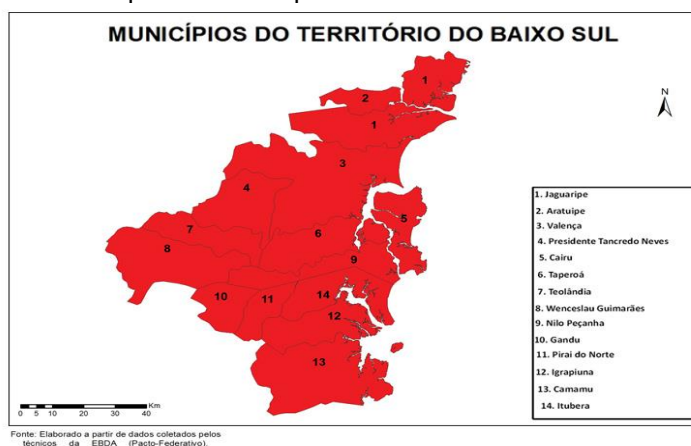 MUNICÍPIOS DO TERRITÓRIO DO BAIXO SUL
1
2
N
1
3
4
5
7
6
8
9
10
11
14
12
13
1. Jaguaripe
2. Aratuipe
3. Valença
4. Presidente Tancredo Neves
5. Cairu
6. Taperoá
7. Teolândia
8. Wenceslau Guimarães
9. Nilo Peçanha
10. Gandu
11. Pirai do Norte
12. Igrapiuna
13. Camamu
14. Itubera
Km
0 5 10 20 30 40
Fonte: Elaborado a partir de dados coletados pelos
técnicos da EBDA (Pacto-Federativo).